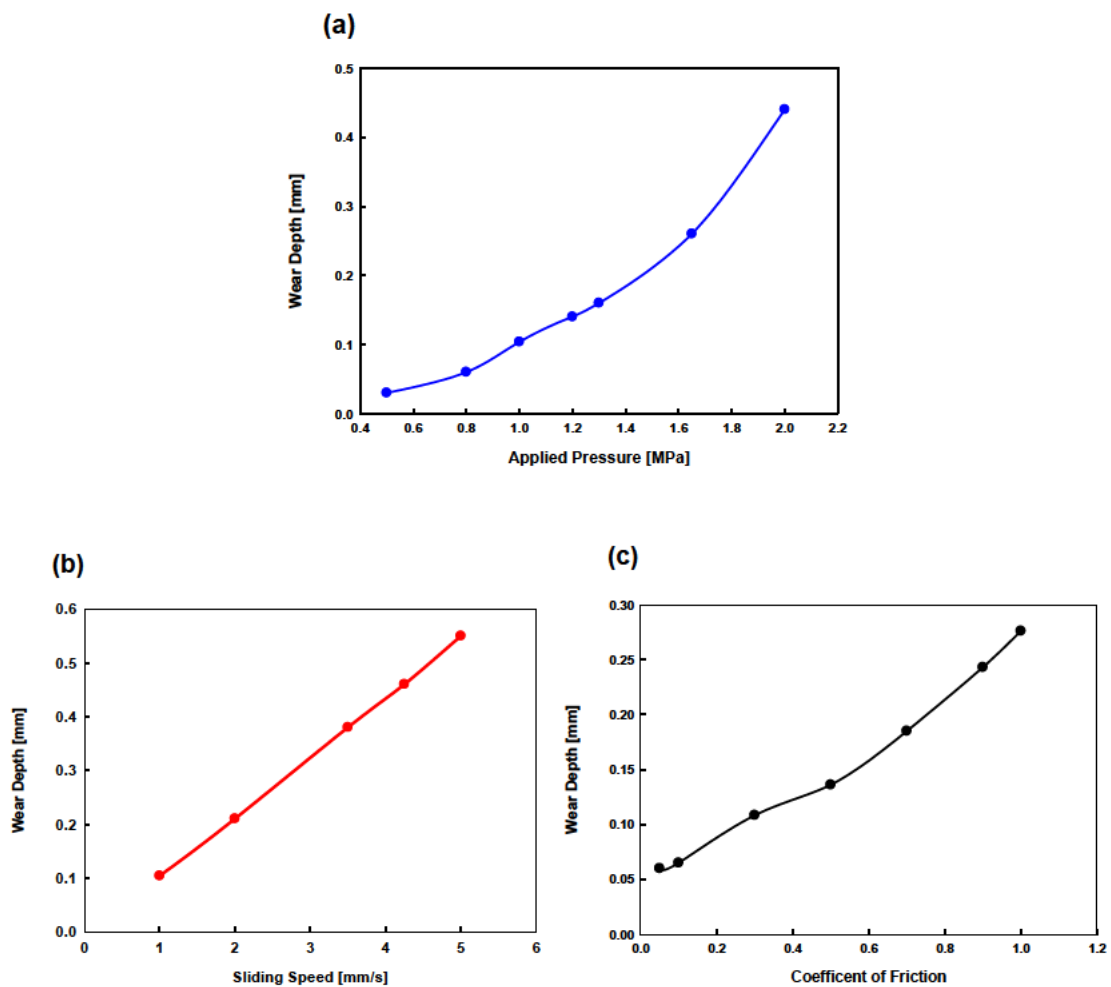 (a)
0.5
0.4
0.3
0.2
0.1
0.0
Wear Depth [mm]
0.4 0.6 0.8 1.0 1.2 1.4 1.6 1.8 2.0 2.2
Applied Pressure [MPa]
(b)
0.6
0.5
0.4
0.3
0.2
0.1
0.0
Wear Depth [mm]
0 1 2 3 4 5 6
Sliding Speed [mm/s]
(c)
0.30
0.25
0.20
0.15
0.10
0.05
0.00
Wear Depth [mm]
0.0 0.2 0.4 0.6 0.8 1.0 1.2
Coefficent of Friction